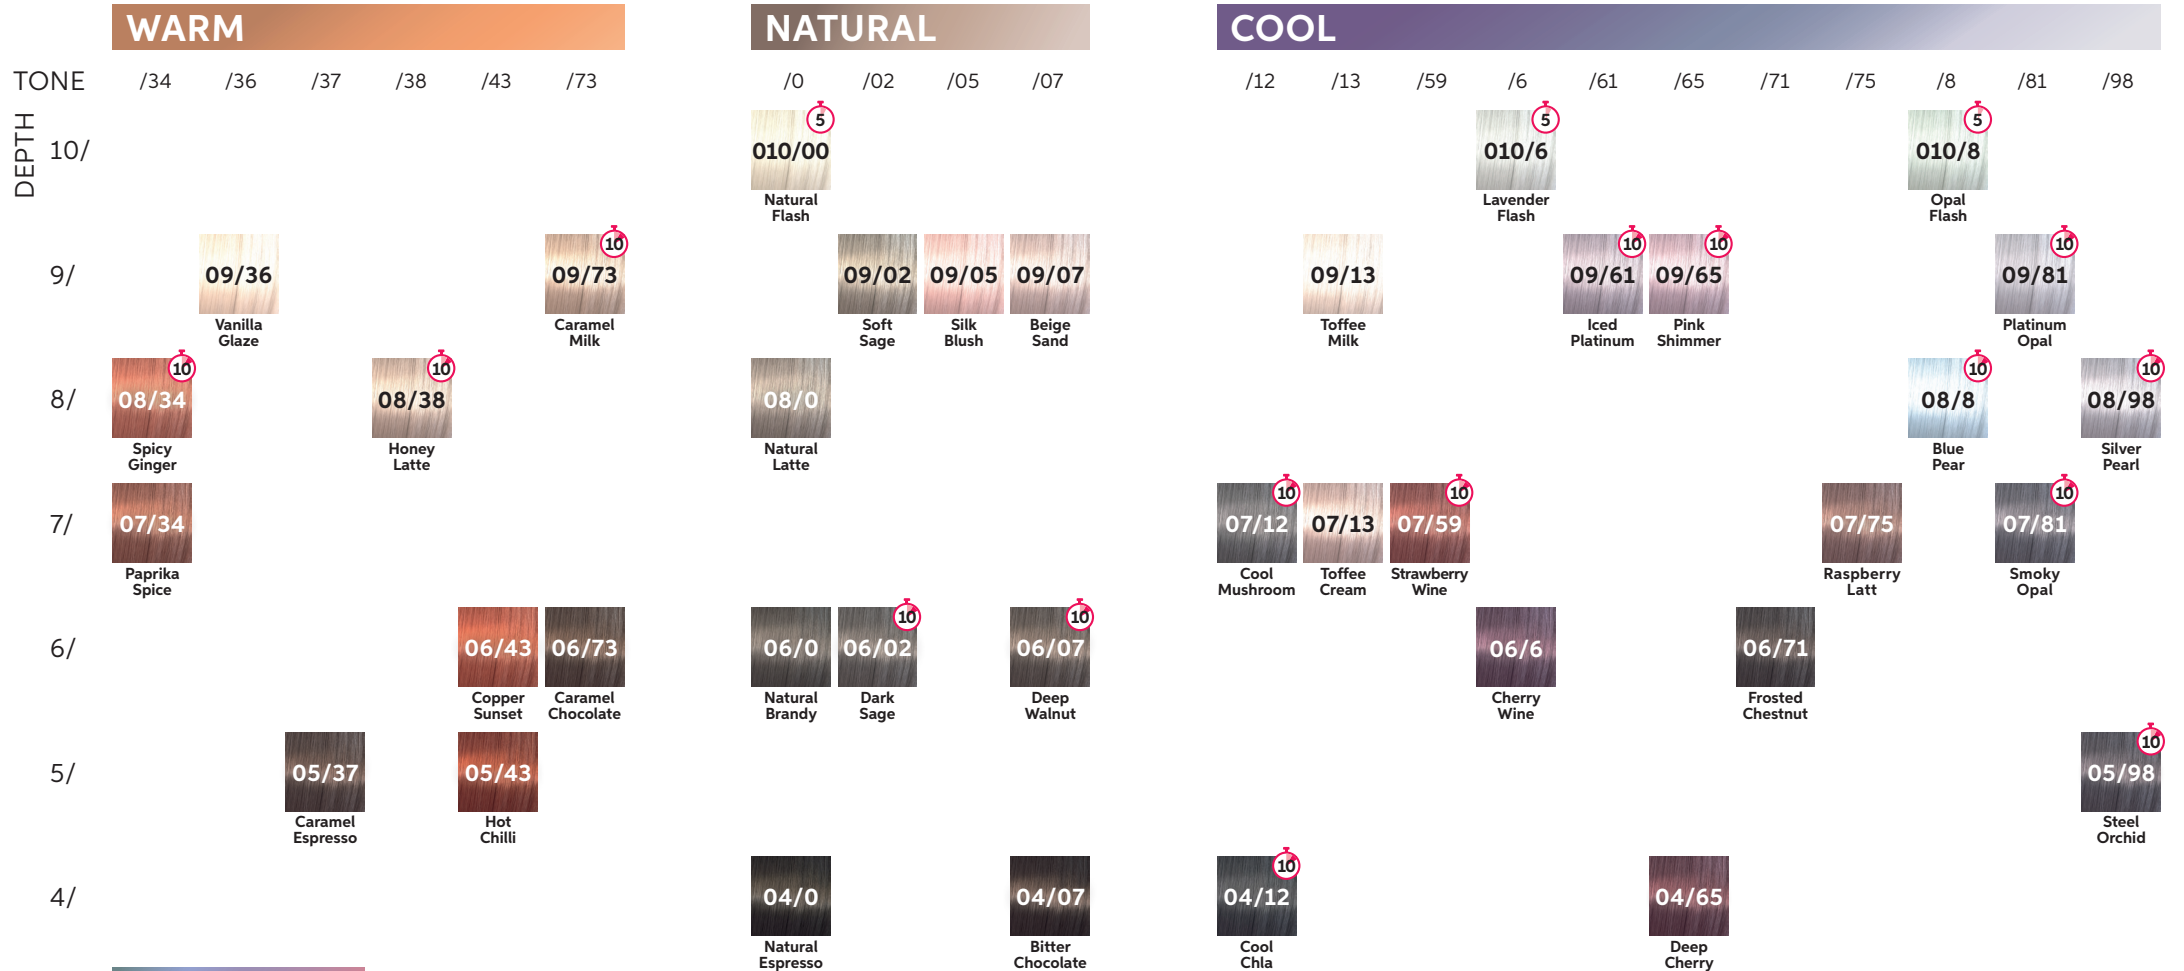 WARM NATURAL COOL
TONE /34 /36 /37 /38 /43 /73 /0 /02 /05 /07 /12 /13 /59 /6 /61 /65 /71 /75 /8 /81 /98
DEPTH
10/ 010/00 5 010/6 5 010/8 5
Natural Lavender Opal
Flash Flash Flash
9/ 09/36 09/73 10 09/02 09/05 09/07 09/13 09/61 10 09/65 10 09/81 10
Vanilla Caramel Soft Silk Beige Toffee Iced Pink Platinum
Glaze Milk Sage Blush Sand Milk Platinum Shimmer Opal
8/ 08/34 10 08/38 10 08/0 08/8 10 08/98 10
Spicy Honey Natural Blue Silver
Ginger Latte Latte Pear Pearl
7/ 07/34 07/12 10 07/13 07/59 10 07/75 07/81 10
Paprika Cool Toffee Strawberry Raspberry Smoky
Spice Mushroom Cream Wine Latt Opal
6/ 06/43 06/73 06/0 06/02 10 06/07 10 06/6 06/71
Copper Caramel Natural Dark Deep Cherry Frosted
Sunset Chocolate Brandy Sage Walnut Wine Chestnut
5/ 05/37 05/43 05/98 10
Caramel Hot Steel
Espresso Chilli Orchid
4/ 04/0 04/07 04/12 10 04/65
Natural Bitter Cool Deep
Espresso Chocolate Chla Cherry